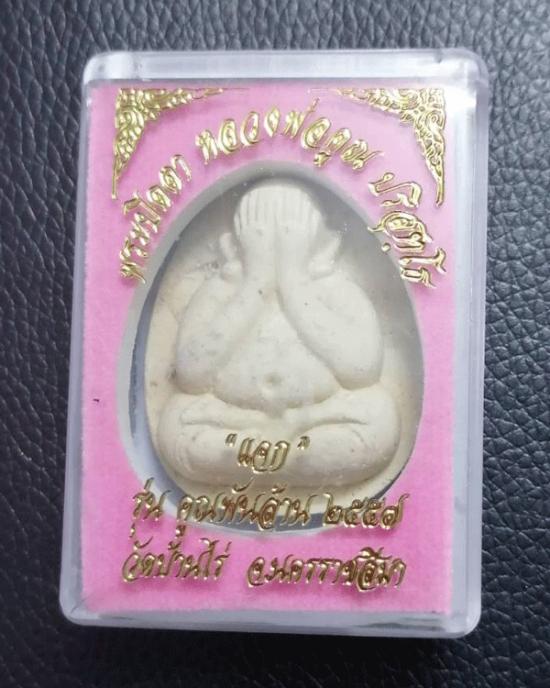 พระปิดตา หลวงพ่อคูณ ปริสุทฺโธ
"แจก"
รุ่น คูณพันล้าน ๒๕๕๗
วัดบ้านไร่ จ.นครราชสีมา